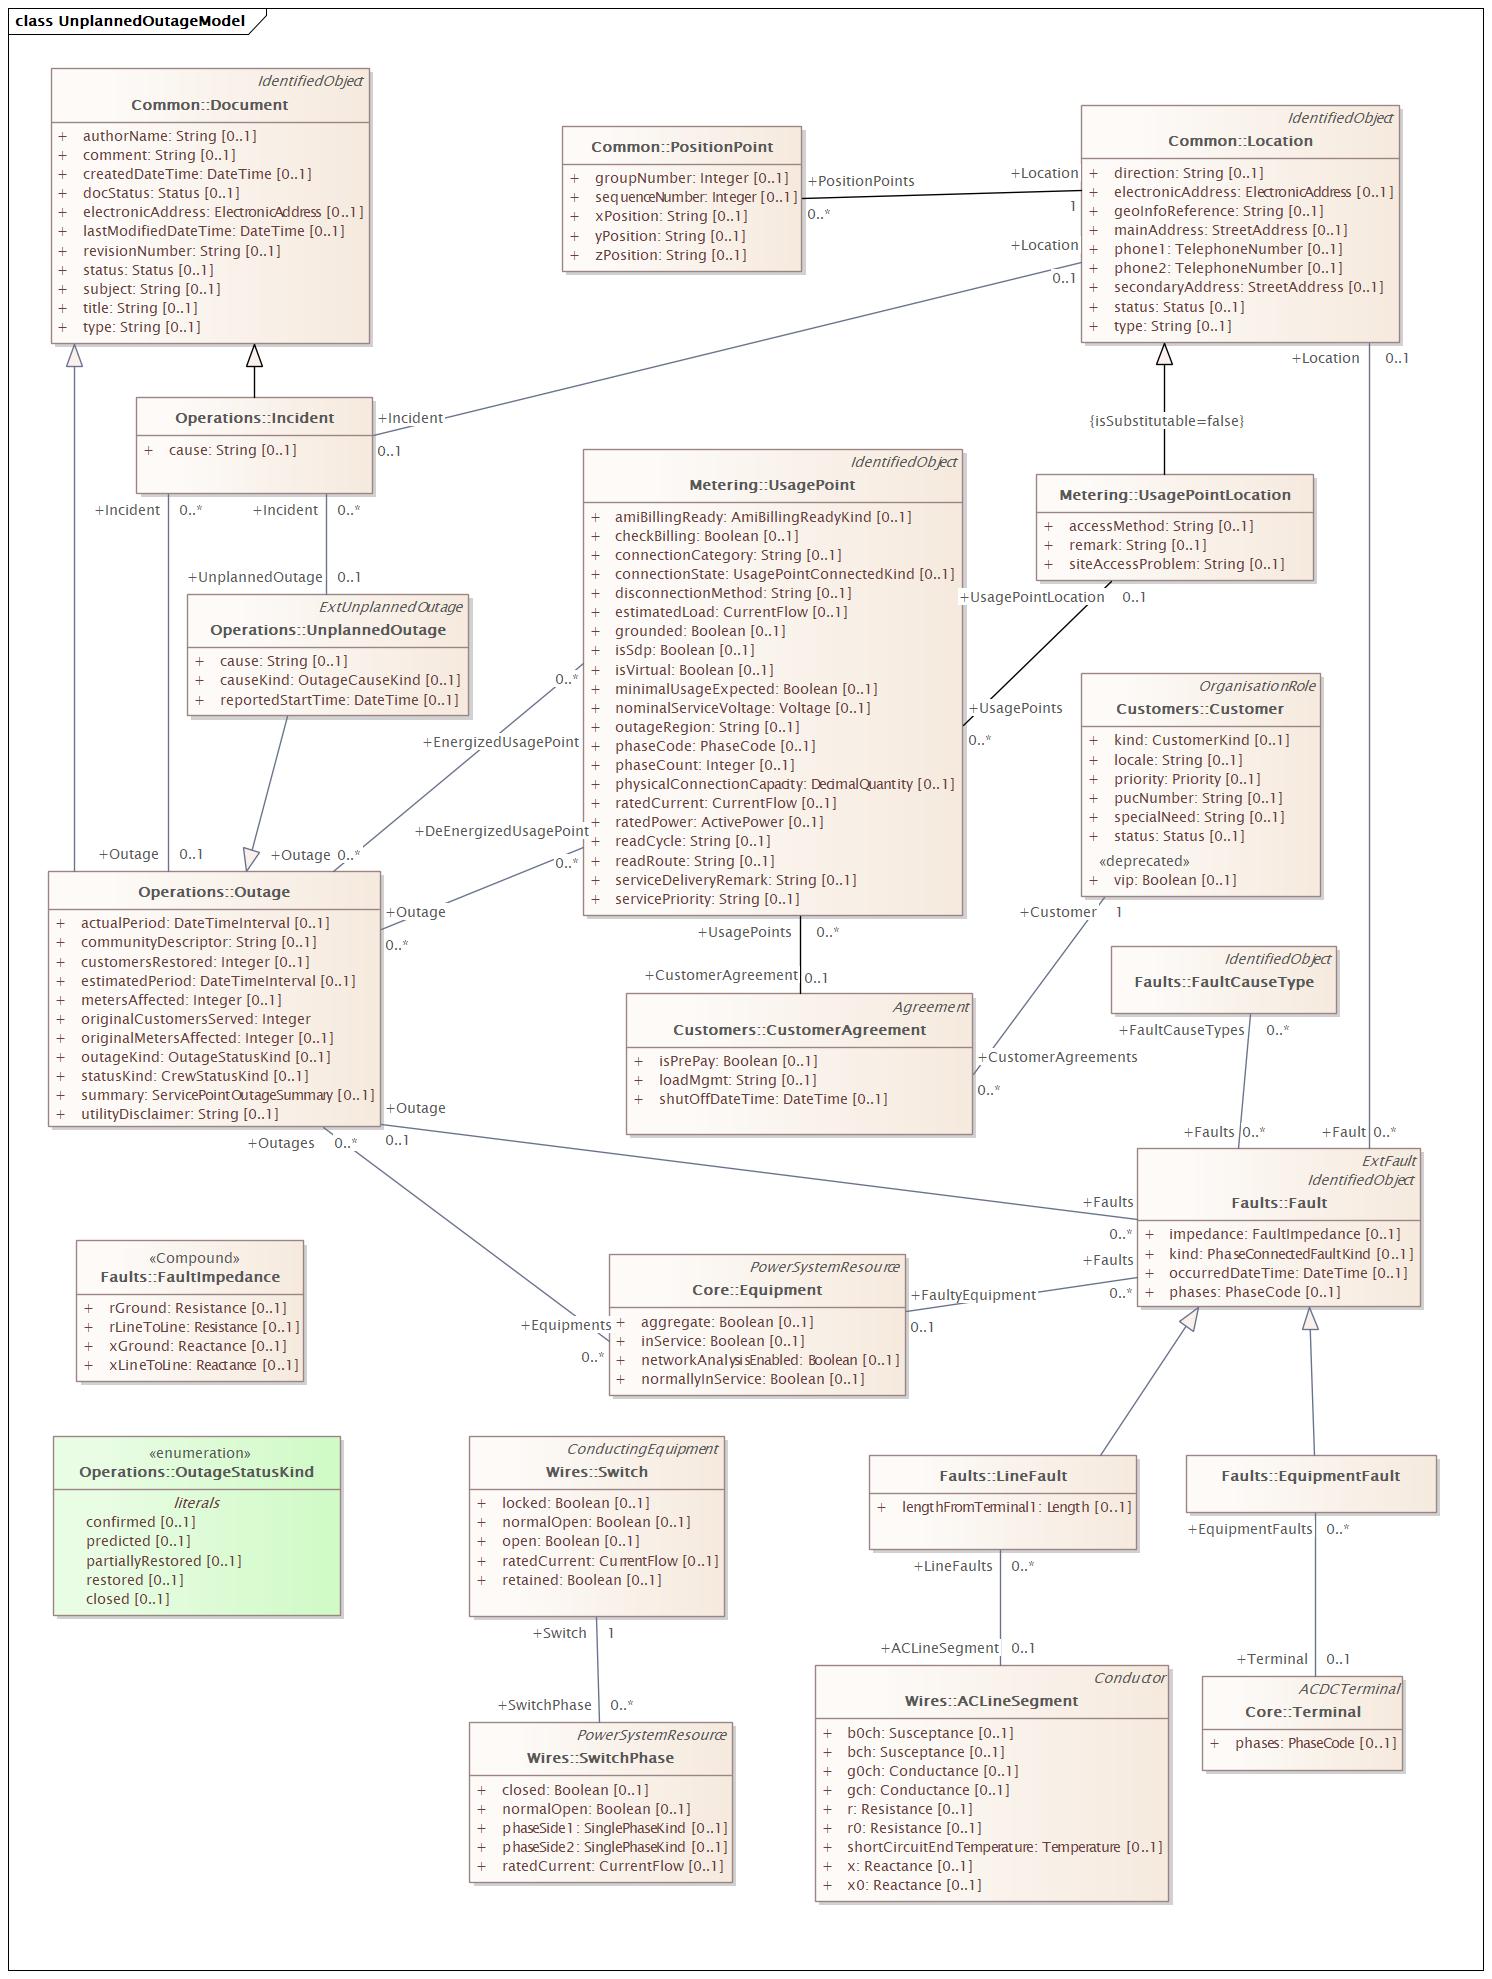 class UnplannedOutageModel
IdentifiedObject
Common::Document
+ authorName: String [0..1]
+ comment: String [0..1]
+ createdDateTime: DateTime [0..1]
+ docStatus: Status [0..1]
+ electronicAddress: ElectronicAddress [0..1]
+ lastModifiedDateTime: DateTime [0..1]
+ revisionNumber: String [0..1]
+ status: Status [0..1]
+ subject: String [0..1]
+ title: String [0..1]
+ type: String [0..1]
Common::PositionPoint
+ groupNumber: Integer [0..1]
+ sequenceNumber: Integer [0..1]
+ xPosition: String [0..1]
+ yPosition: String [0..1]
+ zPosition: String [0..1]
+PositionPoints
0..*
+Location
1
+Location
0..1
IdentifiedObject
Common::Location
+ direction: String [0..1]
+ electronicAddress: ElectronicAddress [0..1]
+ geoInfoReference: String [0..1]
+ mainAddress: StreetAddress [0..1]
+ phone1: TelephoneNumber [0..1]
+ phone2: TelephoneNumber [0..1]
+ secondaryAddress: StreetAddress [0..1]
+ status: Status [0..1]
+ type: String [0..1]
+Location 0..1
{isSubstitutable=false}
Operations::Incident
+ cause: String [0..1]
+Incident
0..1
+Incident 0..*
+Incident 0..*
+UnplannedOutage 0..1
ExtUnplannedOutage
Operations::UnplannedOutage
+ cause: String [0..1]
+ causeKind: OutageCauseKind [0..1]
+ reportedStartTime: DateTime [0..1]
IdentifiedObject
Metering::UsagePoint
+ amiBillingReady: AmiBillingReadyKind [0..1]
+ checkBilling: Boolean [0..1]
+ connectionCategory: String [0..1]
+ connectionState: UsagePointConnectedKind [0..1]
+ disconnectionMethod: String [0..1]
+ estimatedLoad: CurrentFlow [0..1]
+ grounded: Boolean [0..1]
+ isSdp: Boolean [0..1]
+ isVirtual: Boolean [0..1]
+ minimalUsageExpected: Boolean [0..1]
+ nominalServiceVoltage: Voltage [0..1]
+ outageRegion: String [0..1]
+ phaseCode: PhaseCode [0..1]
+ phaseCount: Integer [0..1]
+ physicalConnectionCapacity: DecimalQuantity [0..1]
+ ratedCurrent: CurrentFlow [0..1]
+ ratedPower: ActivePower [0..1]
+ readCycle: String [0..1]
+ readRoute: String [0..1]
+ serviceDeliveryRemark: String [0..1]
+ servicePriority: String [0..1]
Metering::UsagePointLocation
+ accessMethod: String [0..1]
+ remark: String [0..1]
+ siteAccessProblem: String [0..1]
+UsagePointLocation 0..1
+UsagePoints
0..*
0..*
+EnergizedUsagePoint
+DeEnergizedUsagePoint
0..*
OrganisationRole
Customers::Customer
+ kind: CustomerKind [0..1]
+ locale: String [0..1]
+ priority: Priority [0..1]
+ pucNumber: String [0..1]
+ specialNeed: String [0..1]
+ status: Status [0..1]
«deprecated»
+ vip: Boolean [0..1]
+Customer 1
+Outage 0..1
+Outage 0..*
+Outage
0..*
Operations::Outage
+ actualPeriod: DateTimeInterval [0..1]
+ communityDescriptor: String [0..1]
+ customersRestored: Integer [0..1]
+ estimatedPeriod: DateTimeInterval [0..1]
+ metersAffected: Integer [0..1]
+ originalCustomersServed: Integer
+ originalMetersAffected: Integer [0..1]
+ outageKind: OutageStatusKind [0..1]
+ statusKind: CrewStatusKind [0..1]
+ summary: ServicePointOutageSummary [0..1]
+ utilityDisclaimer: String [0..1]
+UsagePoints 0..*
+CustomerAgreement 0..1
Agreement
Customers::CustomerAgreement
+ isPrePay: Boolean [0..1]
+ loadMgmt: String [0..1]
+ shutOffDateTime: DateTime [0..1]
+CustomerAgreements
0..*
IdentifiedObject
Faults::FaultCauseType
+FaultCauseTypes 0..*
+Outage
0..1
+Outages 0..*
+Faults 0..*
+Fault 0..*
ExtFault
IdentifiedObject
Faults::Fault
+ impedance: FaultImpedance [0..1]
+ kind: PhaseConnectedFaultKind [0..1]
+ occurredDateTime: DateTime [0..1]
+ phases: PhaseCode [0..1]
+Faults
0..*
+Faults
0..*
«Compound»
Faults::FaultImpedance
+ rGround: Resistance [0..1]
+ rLineToLine: Resistance [0..1]
+ xGround: Reactance [0..1]
+ xLineToLine: Reactance [0..1]
PowerSystemResource
Core::Equipment
+ aggregate: Boolean [0..1]
+ inService: Boolean [0..1]
+ networkAnalysisEnabled: Boolean [0..1]
+ normallyInService: Boolean [0..1]
+FaultyEquipment
0..1
+Equipments
0..*
«enumeration»
Operations::OutageStatusKind
literals
confirmed [0..1]
predicted [0..1]
partiallyRestored [0..1]
restored [0..1]
closed [0..1]
ConductingEquipment
Wires::Switch
+ locked: Boolean [0..1]
+ normalOpen: Boolean [0..1]
+ open: Boolean [0..1]
+ ratedCurrent: CurrentFlow [0..1]
+ retained: Boolean [0..1]
+Switch 1
+SwitchPhase 0..*
PowerSystemResource
Wires::SwitchPhase
+ closed: Boolean [0..1]
+ normalOpen: Boolean [0..1]
+ phaseSide1: SinglePhaseKind [0..1]
+ phaseSide2: SinglePhaseKind [0..1]
+ ratedCurrent: CurrentFlow [0..1]
Faults::LineFault
+ lengthFromTerminal1: Length [0..1]
+LineFaults 0..*
+ACLineSegment 0..1
Conductor
Wires::ACLineSegment
+ b0ch: Susceptance [0..1]
+ bch: Susceptance [0..1]
+ g0ch: Conductance [0..1]
+ gch: Conductance [0..1]
+ r: Resistance [0..1]
+ r0: Resistance [0..1]
+ shortCircuitEndTemperature: Temperature [0..1]
+ x: Reactance [0..1]
+ x0: Reactance [0..1]
Faults::EquipmentFault
+EquipmentFaults 0..*
+Terminal 0..1
ACDCTerminal
Core::Terminal
+ phases: PhaseCode [0..1]